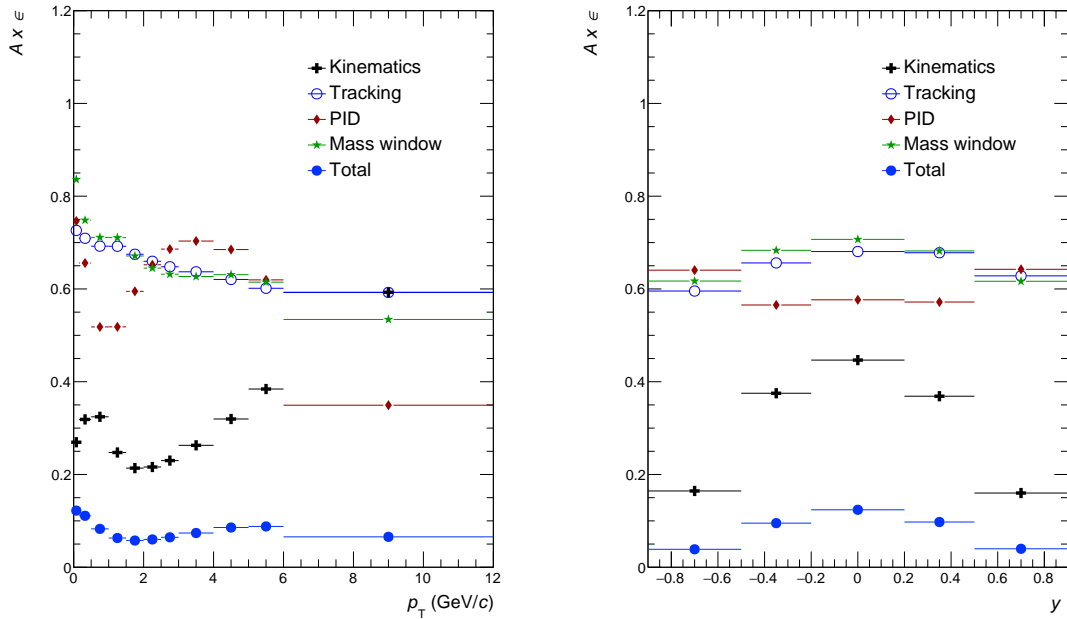 A x ε
1.2
1
0.8
0.6
0.4
0.2
0
Kinematics
Tracking
PID
Mass window
Total
0 2 4 6 8 10 12
p_T (GeV/c)
A x ε
1.2
1
0.8
0.6
0.4
0.2
0
Kinematics
Tracking
PID
Mass window
Total
−0.8 −0.6 −0.4 −0.2 0 0.2 0.4 0.6 0.8
y